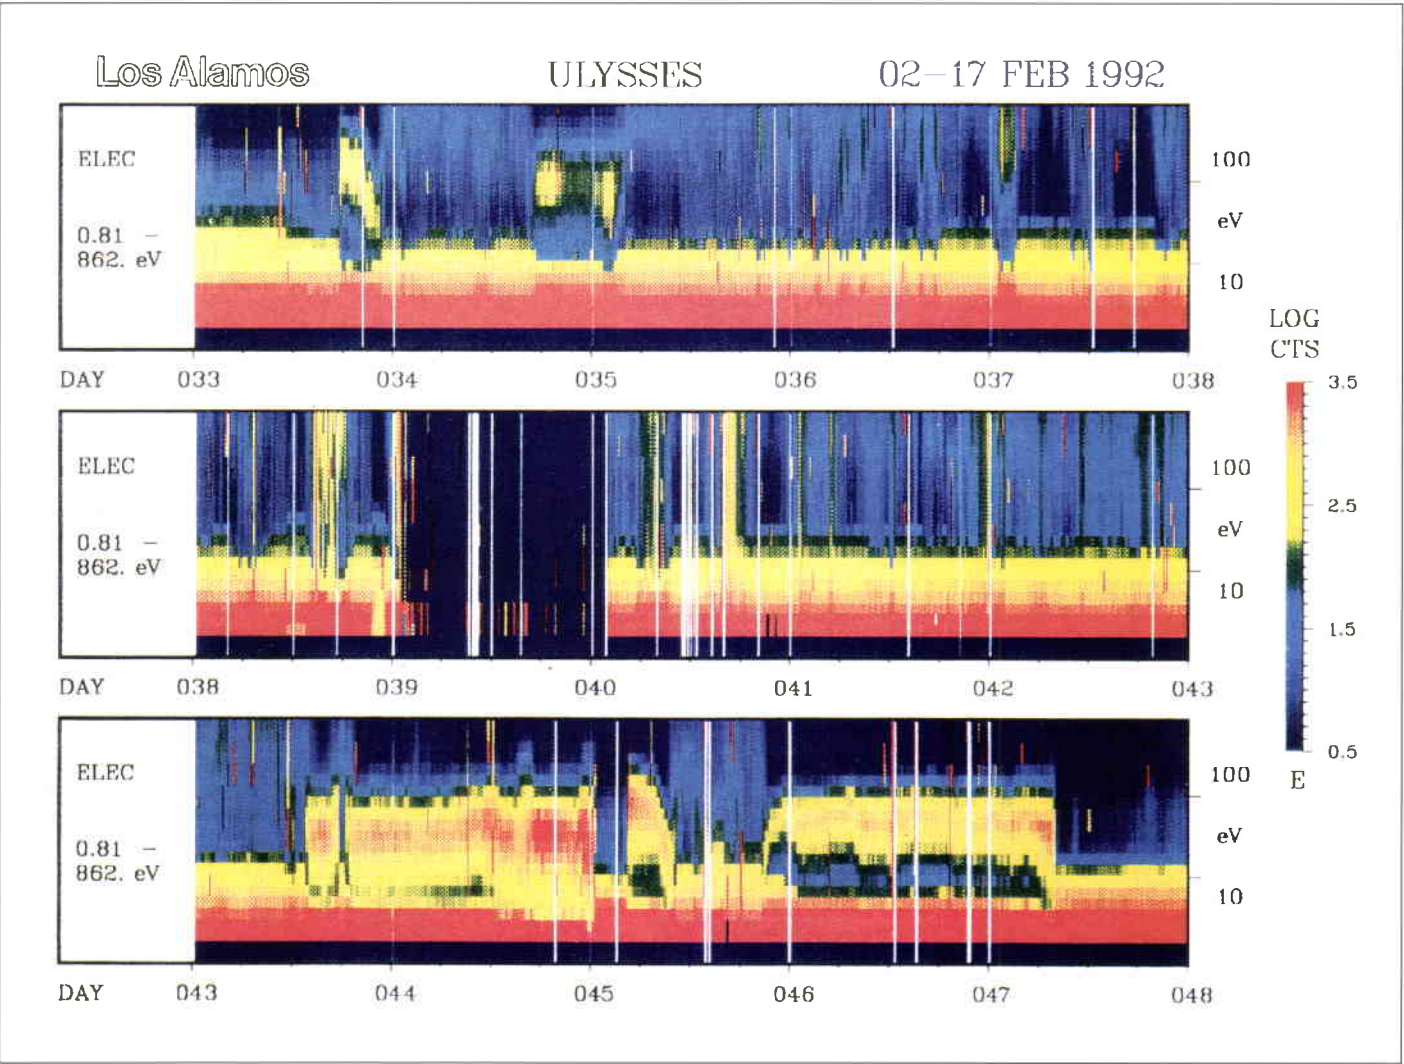 Los Alamos ULYSSES 02-17 FEB 1992
ELEC
0.81 -
862. eV
100
eV
10
DAY 033 034 035 036 037 038
ELEC
0.81 -
862. eV
100
eV
10
DAY 038 039 040 041 042 043
ELEC
0.81 -
862. eV
100
eV
10
DAY 043 044 045 046 047 048
LOG
CTS
3.5
2.5
1.5
0.5
E